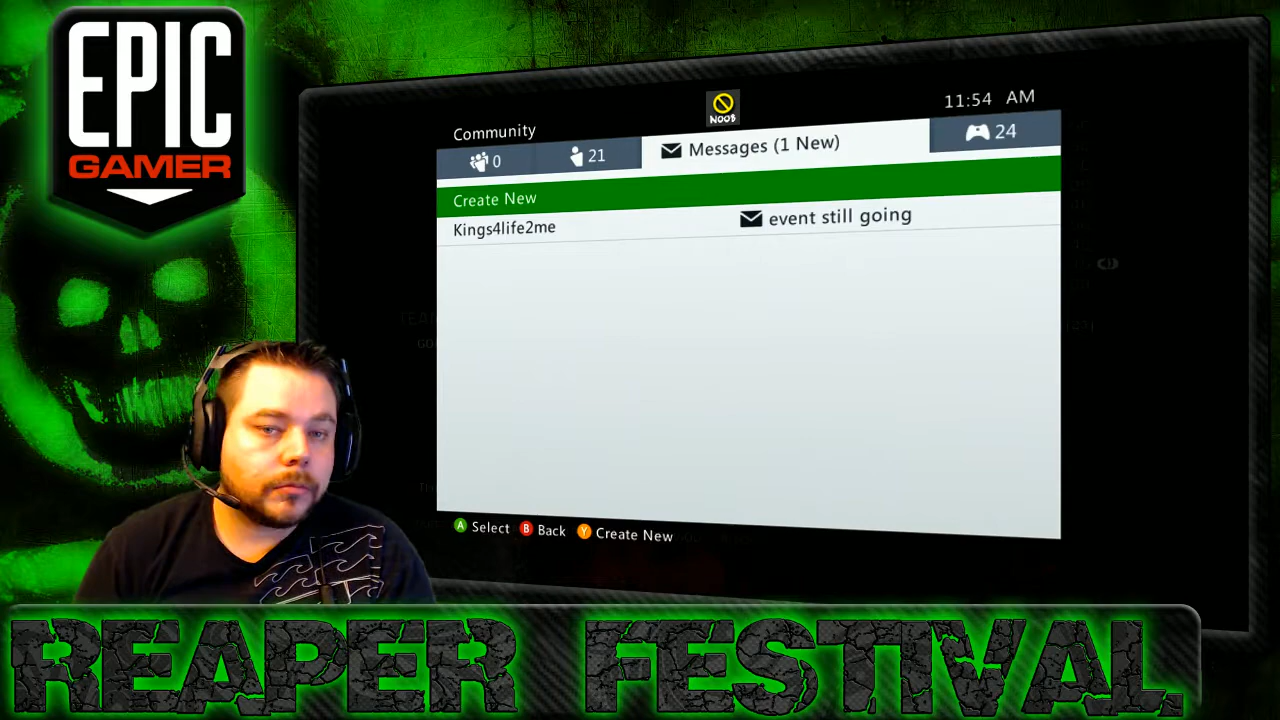 EPIC
GAMER
NOOB
11:54 AM
Community
0
21
Messages (1 New)
24
Create New
Kings4life2me
event still going
A Select B Back Y Create New
REAPER FESTIVAL